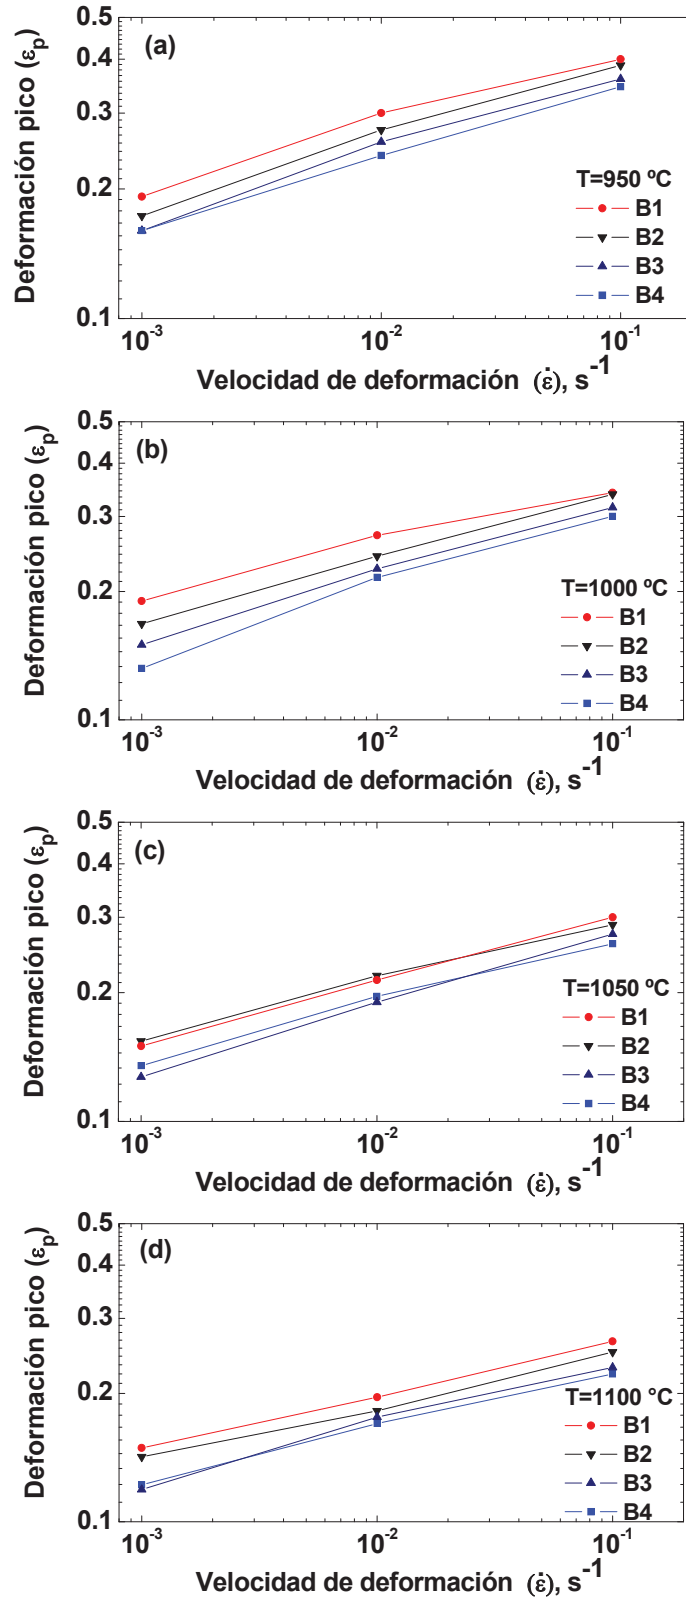 (a)
Deformación pico (εp)
0.5
0.4
0.3
0.2
0.1
T=950 ºC
B1
B2
B3
B4
10-3
10-2
10-1
Velocidad de deformación (ε̇), s-1
(b)
Deformación pico (εp)
0.5
0.4
0.3
0.2
0.1
T=1000 ºC
B1
B2
B3
B4
10-3
10-2
10-1
Velocidad de deformación (ε̇), s-1
(c)
Deformación pico (εp)
0.5
0.4
0.3
0.2
0.1
T=1050 ºC
B1
B2
B3
B4
10-3
10-2
10-1
Velocidad de deformación (ε̇), s-1
(d)
Deformación pico (εp)
0.5
0.4
0.3
0.2
0.1
T=1100 ºC
B1
B2
B3
B4
10-3
10-2
10-1
Velocidad de deformación (ε̇), s-1